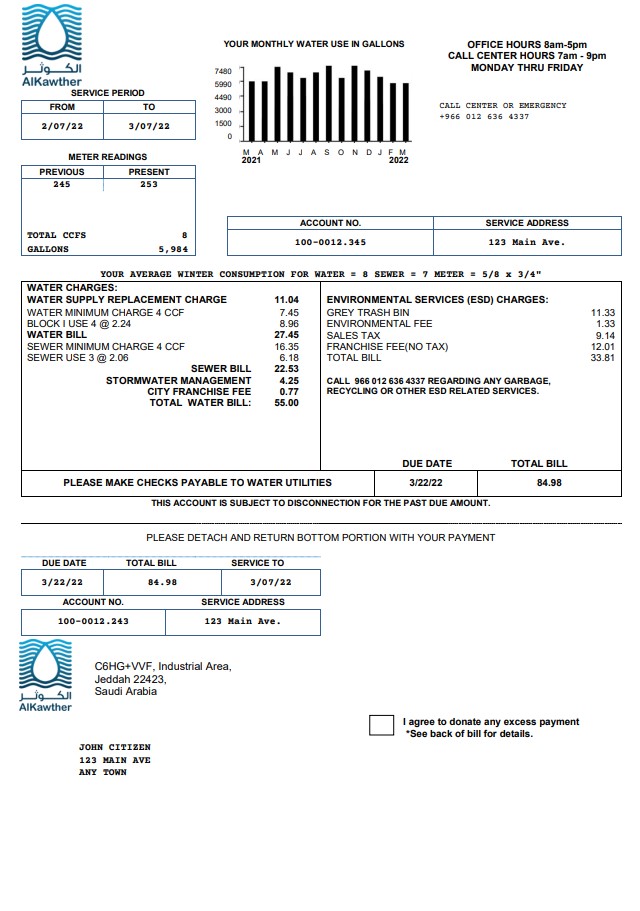 الكوثر
AlKawther
YOUR MONTHLY WATER USE IN GALLONS
7480
5990
4490
3000
1500
0
M A M J J A S O N D J F M
2021 2022
OFFICE HOURS 8am-5pm
CALL CENTER HOURS 7am - 9pm
MONDAY THRU FRIDAY
CALL CENTER OR EMERGENCY
+966 012 636 4337
SERVICE PERIOD
FROM TO
2/07/22 3/07/22
METER READINGS
PREVIOUS PRESENT
245 253
TOTAL CCFS 8
GALLONS 5,984
ACCOUNT NO. SERVICE ADDRESS
100-0012.345 123 Main Ave.
YOUR AVERAGE WINTER CONSUMPTION FOR WATER = 8 SEWER = 7 METER = 5/8 x 3/4"
WATER CHARGES:
WATER SUPPLY REPLACEMENT CHARGE 11.04
WATER MINIMUM CHARGE 4 CCF 7.45
BLOCK I USE 4 @ 2.24 8.96
WATER BILL 27.45
SEWER MINIMUM CHARGE 4 CCF 16.35
SEWER USE 3 @ 2.06 6.18
SEWER BILL 22.53
STORMWATER MANAGEMENT 4.25
CITY FRANCHISE FEE 0.77
TOTAL WATER BILL: 55.00
ENVIRONMENTAL SERVICES (ESD) CHARGES:
GREY TRASH BIN 11.33
ENVIRONMENTAL FEE 1.33
SALES TAX 9.14
FRANCHISE FEE(NO TAX) 12.01
TOTAL BILL 33.81
CALL 966 012 636 4337 REGARDING ANY GARBAGE,
RECYCLING OR OTHER ESD RELATED SERVICES.
DUE DATE TOTAL BILL
PLEASE MAKE CHECKS PAYABLE TO WATER UTILITIES 3/22/22 84.98
THIS ACCOUNT IS SUBJECT TO DISCONNECTION FOR THE PAST DUE AMOUNT.
PLEASE DETACH AND RETURN BOTTOM PORTION WITH YOUR PAYMENT
DUE DATE TOTAL BILL SERVICE TO
3/22/22 84.98 3/07/22
ACCOUNT NO. SERVICE ADDRESS
100-0012.243 123 Main Ave.
الكوثر
AlKawther
C6HG+VVF, Industrial Area,
Jeddah 22423,
Saudi Arabia
I agree to donate any excess payment
*See back of bill for details.
JOHN CITIZEN
123 MAIN AVE
ANY TOWN